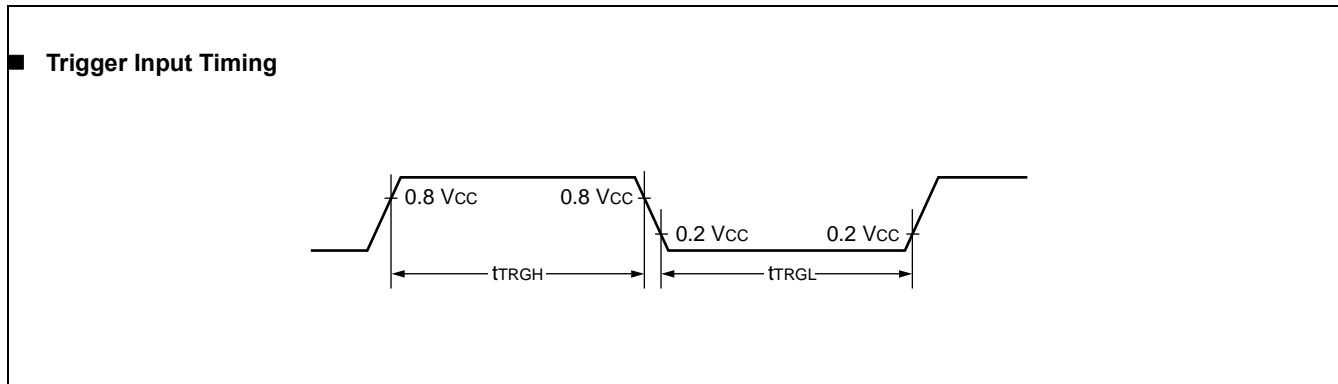 ■ Trigger Input Timing
0.8 VCC 0.8 VCC
0.2 VCC 0.2 VCC
tTRGH tTRGL